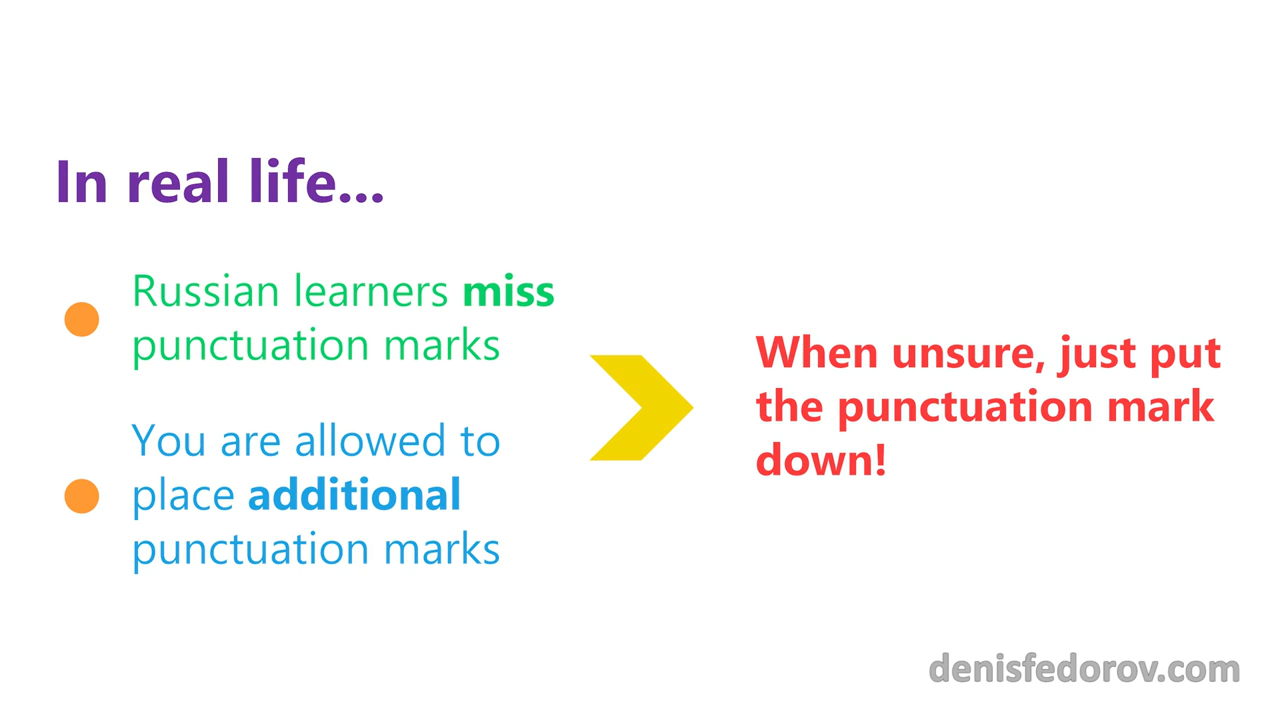 In real life...
Russian learners miss
punctuation marks
You are allowed to
place additional
punctuation marks
When unsure, just put
the punctuation mark
down!
denisfedorov.com